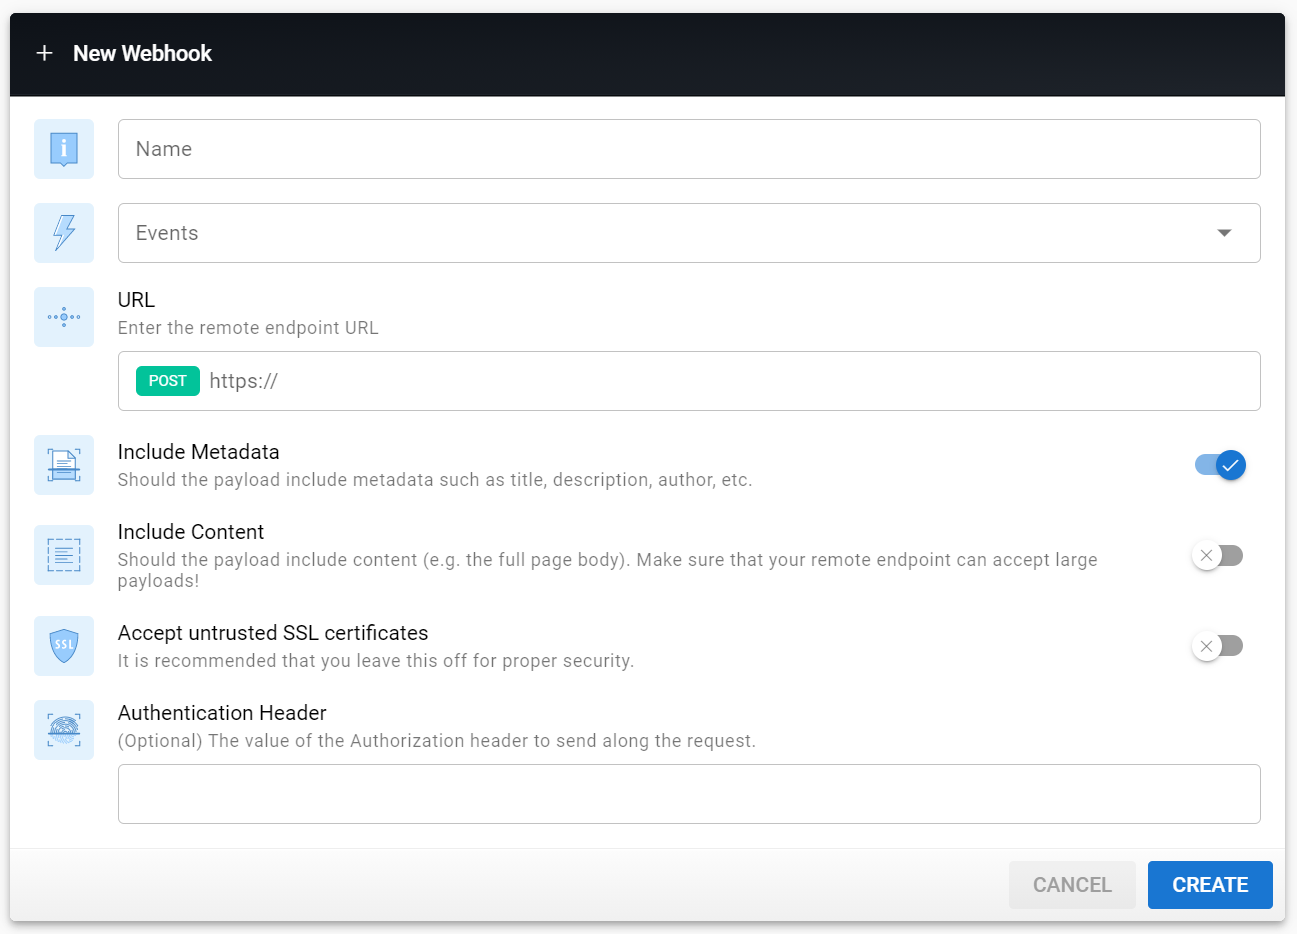 New Webhook
i
Name
Events
URL
Enter the remote endpoint URL
POST https://
Include Metadata
Should the payload include metadata such as title, description, author, etc.
Include Content
Should the payload include content (e.g. the full page body). Make sure that your remote endpoint can accept large
payloads!
SSL
Accept untrusted SSL certificates
It is recommended that you leave this off for proper security.
Authentication Header
(Optional) The value of the Authorization header to send along the request.
CANCEL CREATE